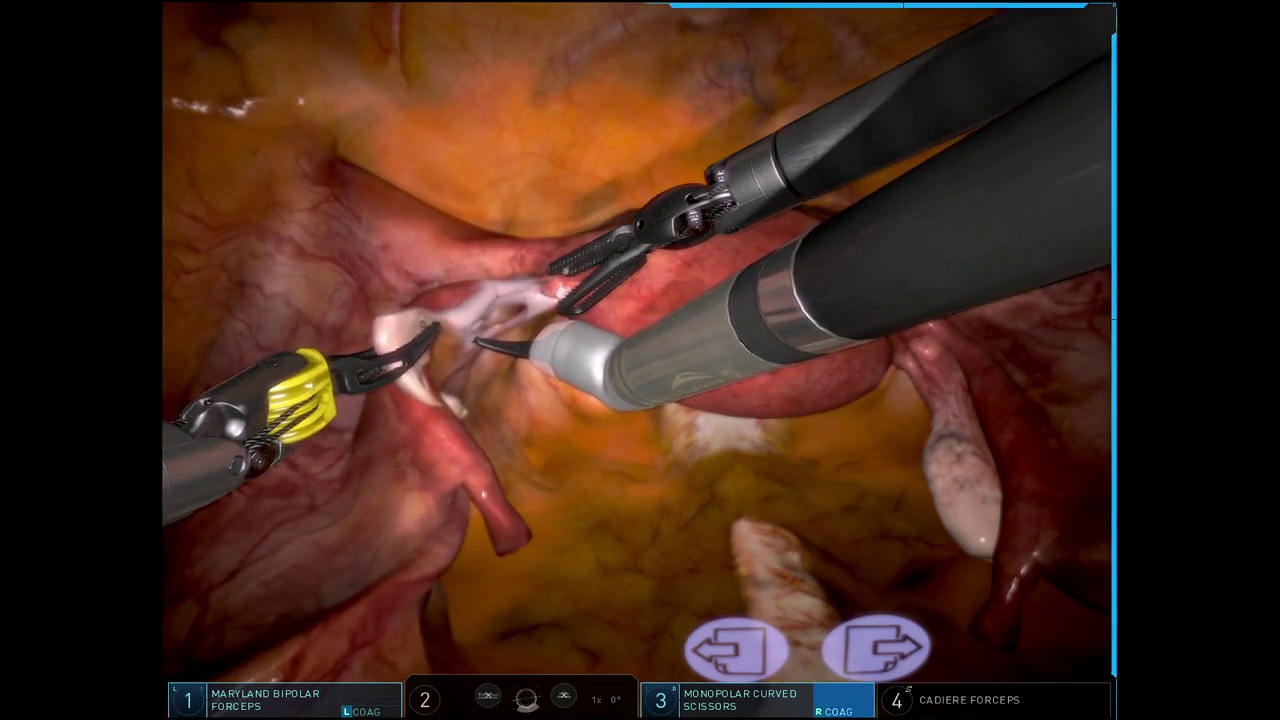 1 MARYLAND BIPOLAR
FORCEPS
L COAG
2 1x 0°
3 MONOPOLAR CURVED
SCISSORS
R COAG
4 CADIERE FORCEPS